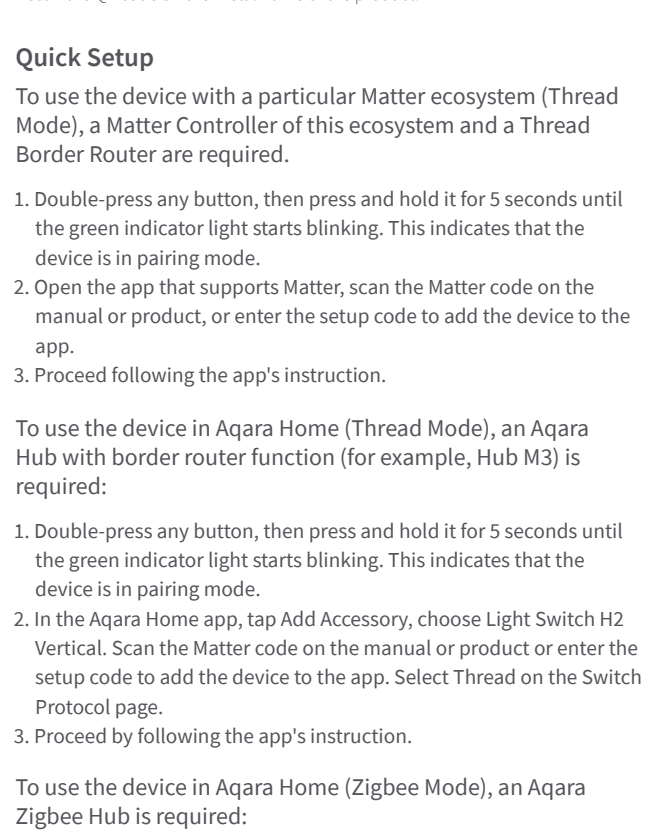 Quick Setup
To use the device with a particular Matter ecosystem (Thread
Mode), a Matter Controller of this ecosystem and a Thread
Border Router are required.
1. Double-press any button, then press and hold it for 5 seconds until
the green indicator light starts blinking. This indicates that the
device is in pairing mode.
2. Open the app that supports Matter, scan the Matter code on the
manual or product, or enter the setup code to add the device to the
app.
3. Proceed following the app's instruction.
To use the device in Aqara Home (Thread Mode), an Aqara
Hub with border router function (for example, Hub M3) is
required:
1. Double-press any button, then press and hold it for 5 seconds until
the green indicator light starts blinking. This indicates that the
device is in pairing mode.
2. In the Aqara Home app, tap Add Accessory, choose Light Switch H2
Vertical. Scan the Matter code on the manual or product or enter the
setup code to add the device to the app. Select Thread on the Switch
Protocol page.
3. Proceed by following the app's instruction.
To use the device in Aqara Home (Zigbee Mode), an Aqara
Zigbee Hub is required: